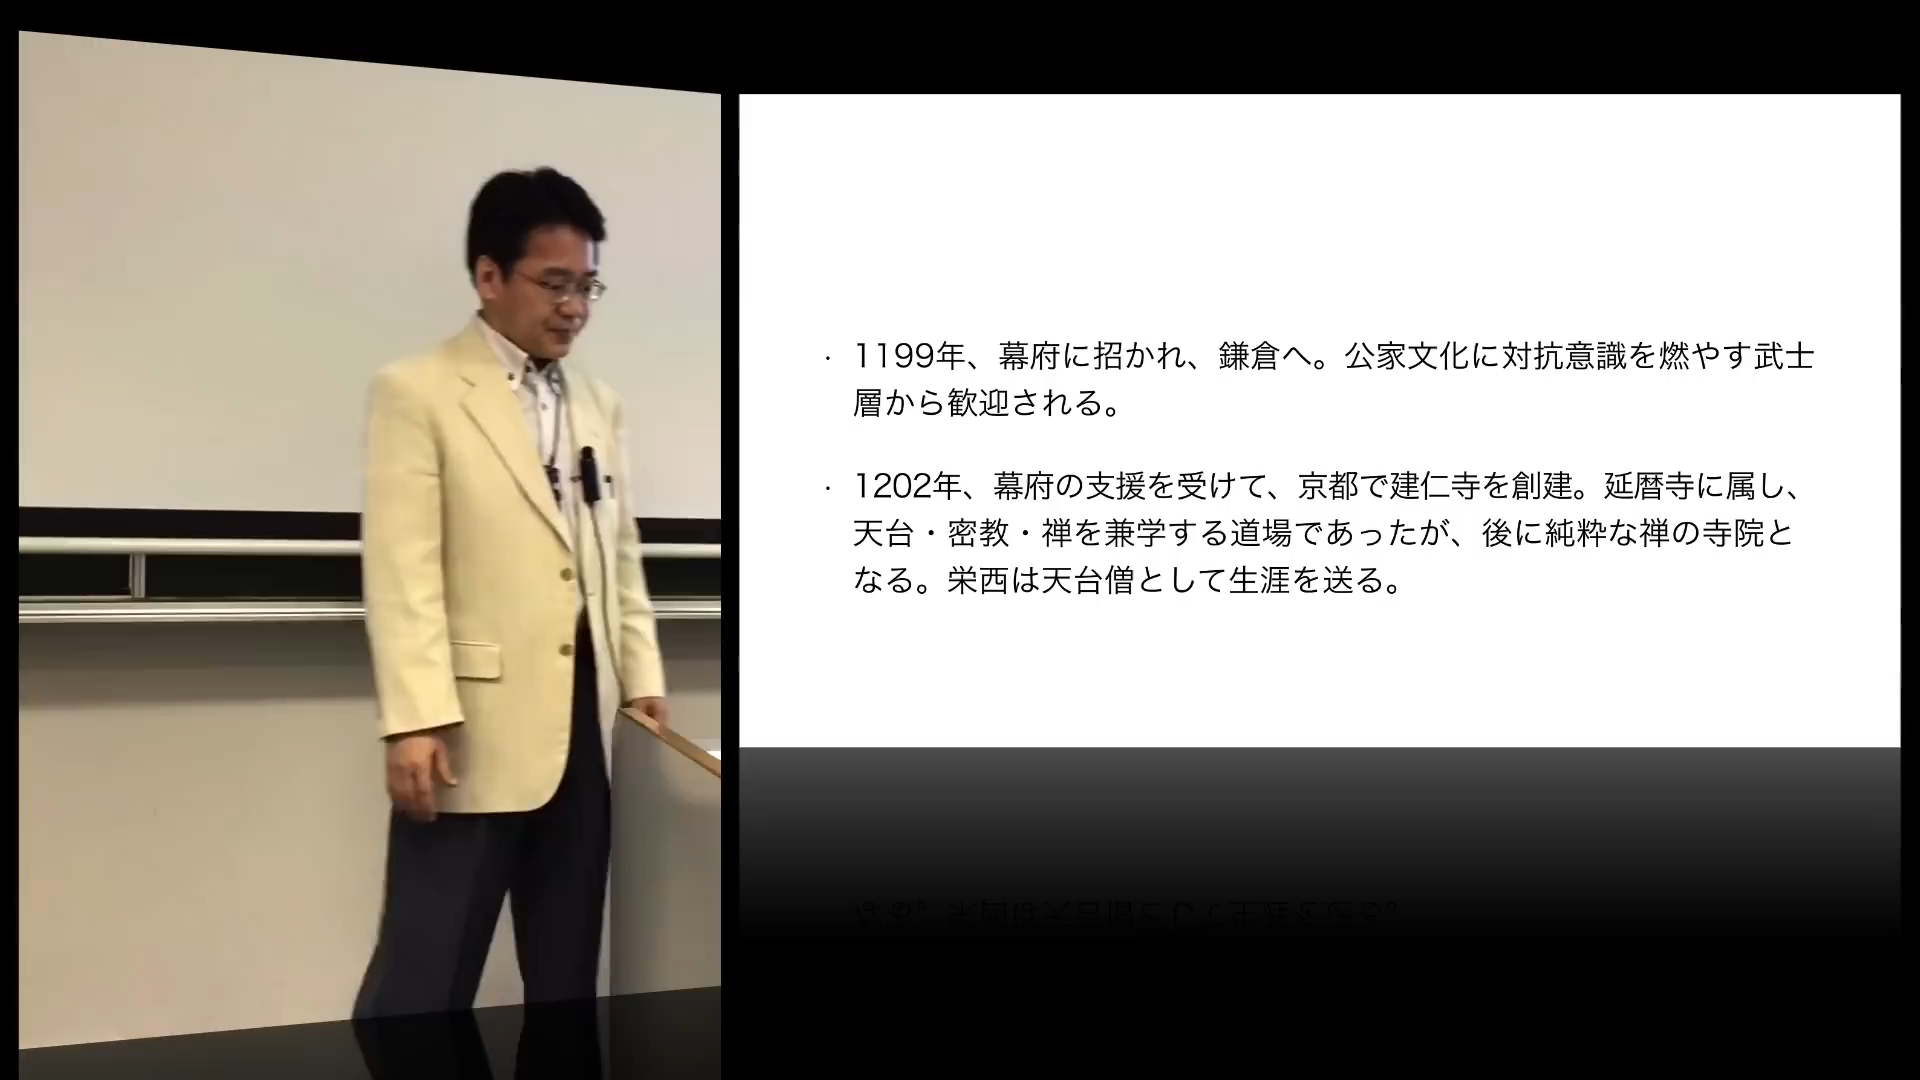 ・ 1199年、幕府に招かれ、鎌倉へ。公家文化に対抗意識を燃やす武士
層から歓迎される。
・ 1202年、幕府の支援を受けて、京都で建仁寺を創建。延暦寺に属し、
天台・密教・禅を兼学する道場であったが、後に純粋な禅の寺院と
なる。栄西は天台僧として生涯を送る。